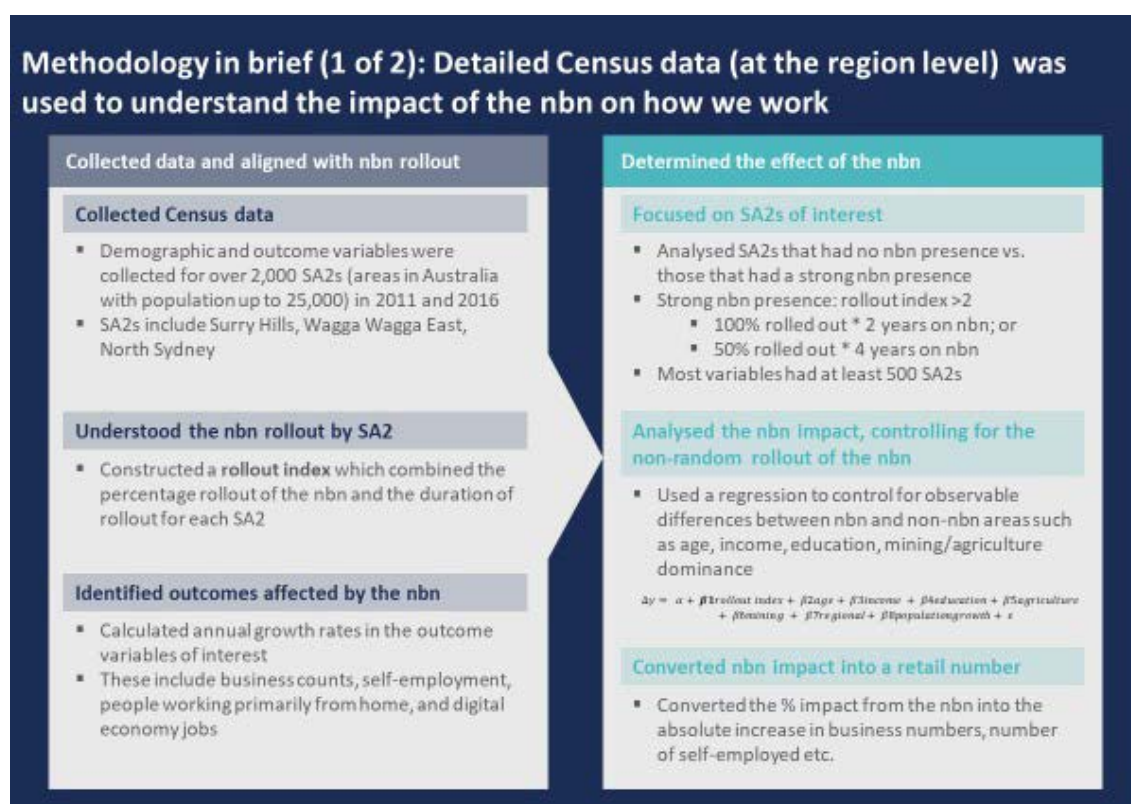 Methodology in brief (1 of 2): Detailed Census data (at the region level) was
used to understand the impact of the nbn on how we work
Collected data and aligned with nbn rollout
Collected Census data
▪ Demographic and outcome variables were
collected for over 2,000 SA2s (areas in Australia
with population up to 25,000) in 2011 and 2016
▪ SA2s include Surry Hills, Wagga Wagga East,
North Sydney
Understood the nbn rollout by SA2
▪ Constructed a rollout index which combined the
percentage rollout of the nbn and the duration of
rollout for each SA2
Identified outcomes affected by the nbn
▪ Calculated annual growth rates in the outcome
variables of interest
▪ These include business counts, self-employment,
people working primarily from home, and digital
economy jobs
Determined the effect of the nbn
Focused on SA2s of interest
▪ Analysed SA2s that had no nbn presence vs.
those that had a strong nbn presence
▪ Strong nbn presence: rollout index >2
▪ 100% rolled out * 2 years on nbn; or
▪ 50% rolled out * 4 years on nbn
▪ Most variables had at least 500 SA2s
Analysed the nbn impact, controlling for the
non-random rollout of the nbn
▪ Used a regression to control for observable
differences between nbn and non-nbn areas such
as age, income, education, mining/agriculture
dominance
Δy = α + β1rollout index + β2age + β3income + β4education + β5agriculture
+ β6mining + β7regional + β8populationgrowth + ε
Converted nbn impact into a retail number
▪ Converted the % impact from the nbn into the
absolute increase in business numbers, number
of self-employed etc.